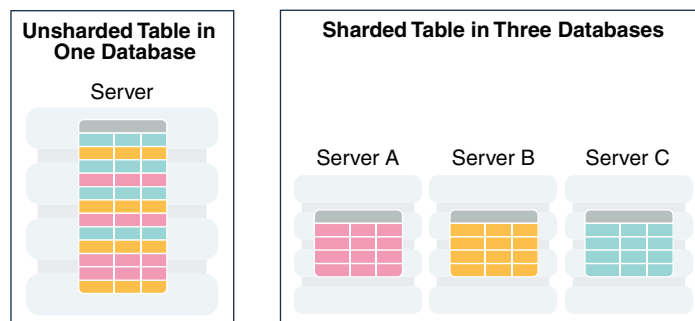 Unsharded Table in
One Database
Server
Sharded Table in Three Databases
Server A
Server B
Server C